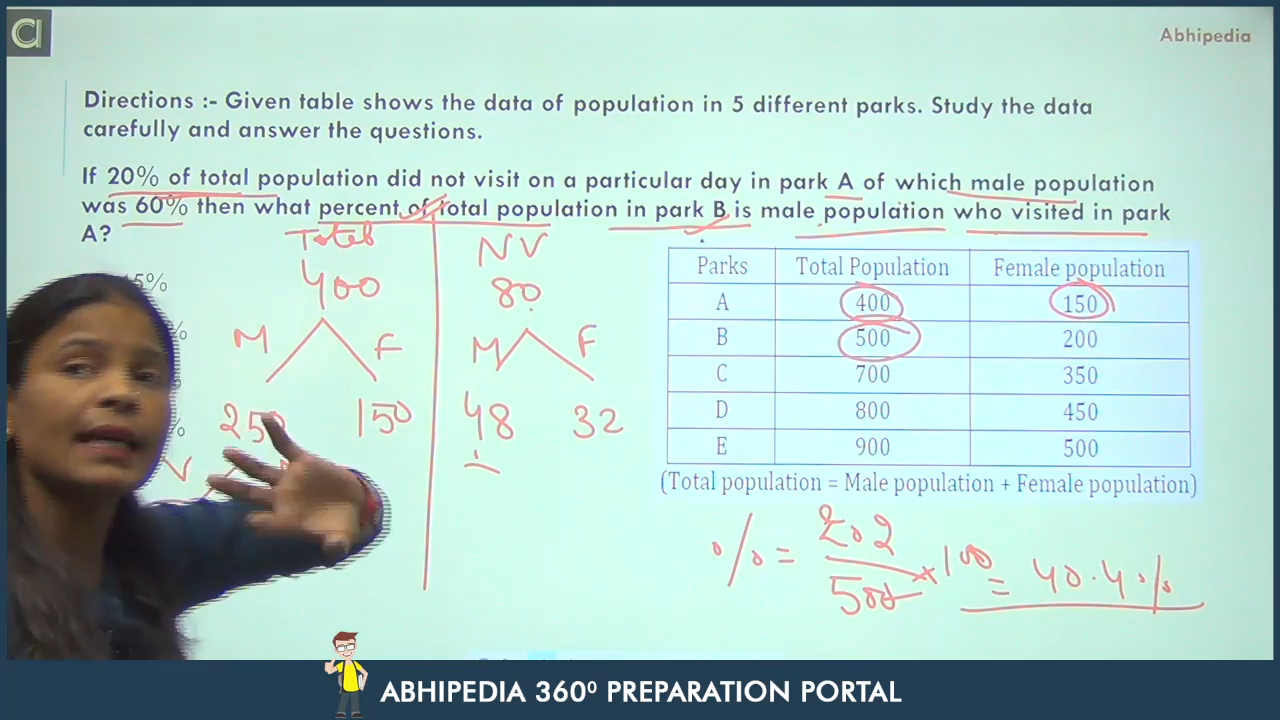 Abhipedia
Directions :- Given table shows the data of population in 5 different parks. Study the data
carefully and answer the questions.
If 20% of total population did not visit on a particular day in park A of which male population
was 60% then what percent of total population in park B is male population who visited in park
A?
Total NV
400 80
M F M F
250 150 48 32
V
Parks Total Population Female population
A 400 150
B 500 200
C 700 350
D 800 450
E 900 500
(Total population = Male population + Female population)
% = 202/500 × 100 = 40.4%
ABHIPEDIA 360⁰ PREPARATION PORTAL